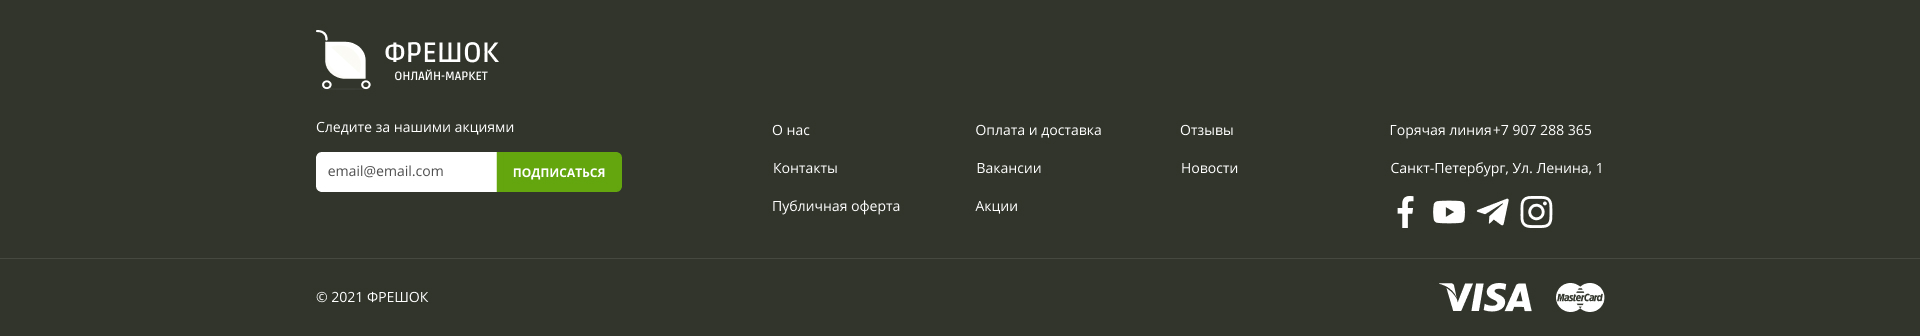 ФРЕШОК
ОНЛАЙН-МАРКЕТ
Следите за нашими акциями
email@email.com
ПОДПИСАТЬСЯ
О нас
Контакты
Публичная оферта
Оплата и доставка
Вакансии
Акции
Отзывы
Новости
Горячая линия+7 907 288 365
Санкт-Петербург, Ул. Ленина, 1
© 2021 ФРЕШОК
VISA
MasterCard